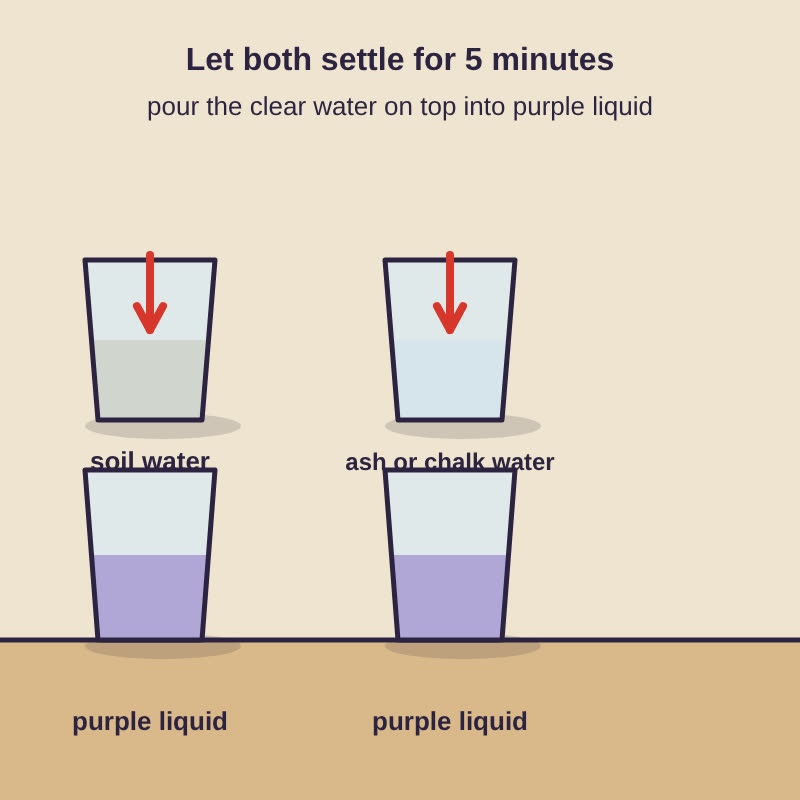 Let both settle for 5 minutes
pour the clear water on top into purple liquid
soil water
ash or chalk water
purple liquid
purple liquid